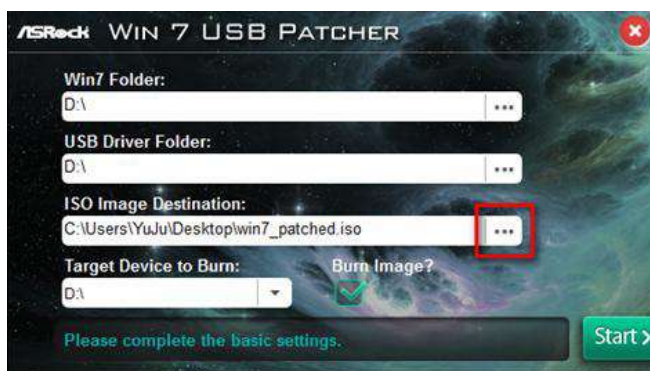 ASRock WIN 7 USB PATCHER
Win7 Folder:
D:\
...
USB Driver Folder:
D:\
...
ISO Image Destination:
C:\Users\YuJu\Desktop\win7_patched.iso
...
Target Device to Burn: Burn Image?
D:\
Please complete the basic settings.
Start >